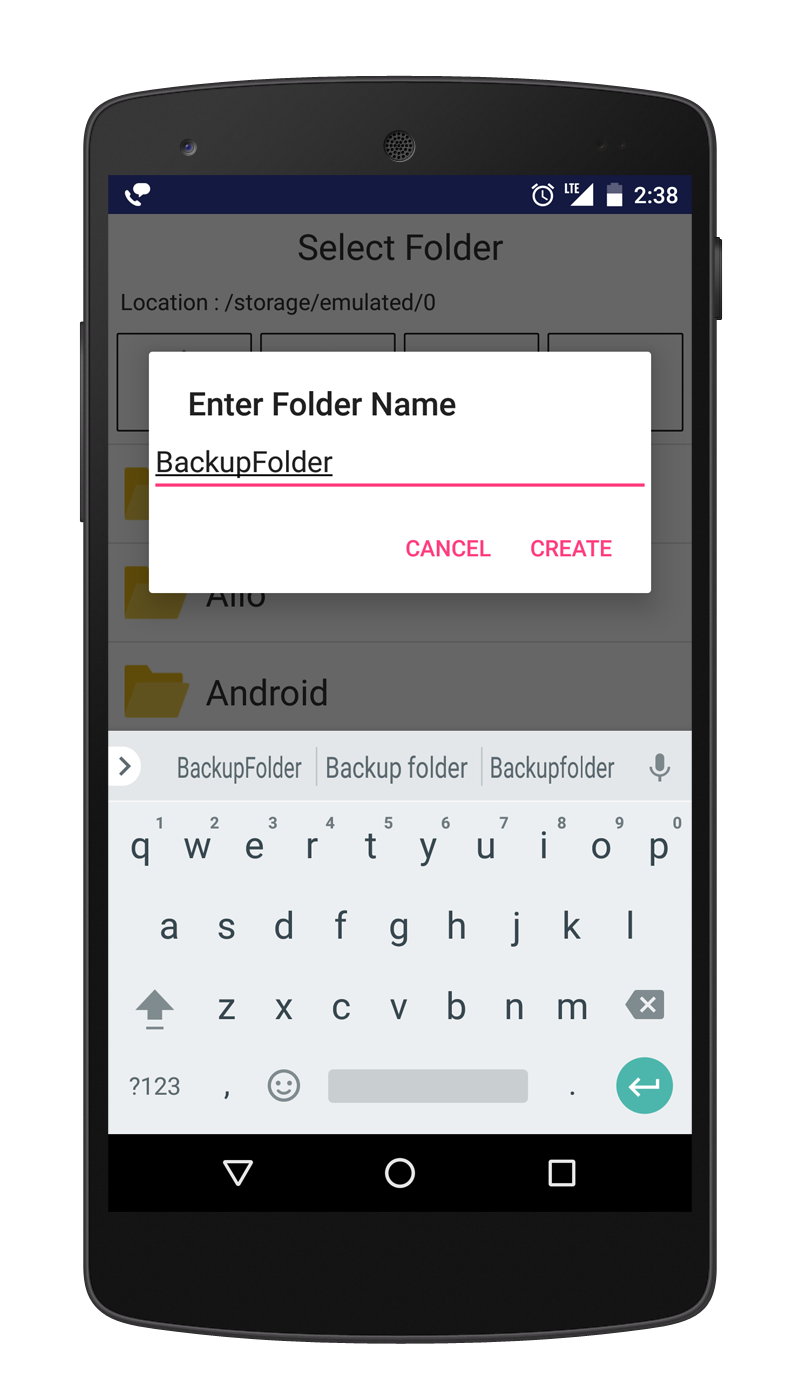 LTE 2:38
Select Folder
Location : /storage/emulated/0
Enter Folder Name
BackupFolder
CANCEL CREATE
Allo
Android
BackupFolder Backup folder Backupfolder
1 2 3 4 5 6 7 8 9 0
q w e r t y u i o p
a s d f g h j k l
z x c v b n m
?123 , .